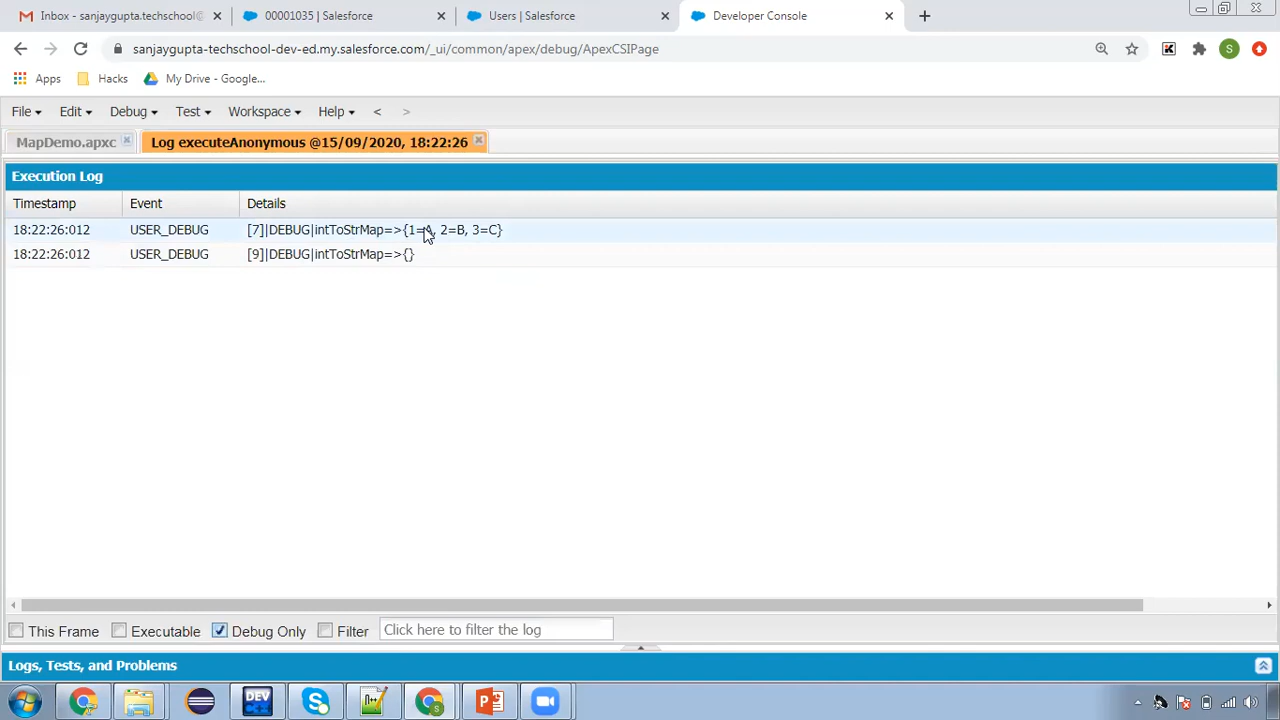 Inbox - sanjaygupta.techschool@ 00001035 | Salesforce Users | Salesforce Developer Console
sanjaygupta-techschool-dev-ed.my.salesforce.com/_ui/common/apex/debug/ApexCSIPage
Apps Hacks My Drive - Google...
File Edit Debug Test Workspace Help < >
MapDemo.apxc Log executeAnonymous @15/09/2020, 18:22:26
Execution Log
Timestamp Event Details
18:22:26:012 USER_DEBUG [7]|DEBUG|intToStrMap=>{1=A, 2=B, 3=C}
18:22:26:012 USER_DEBUG [9]|DEBUG|intToStrMap=>{}
This Frame Executable Debug Only Filter Click here to filter the log
Logs, Tests, and Problems